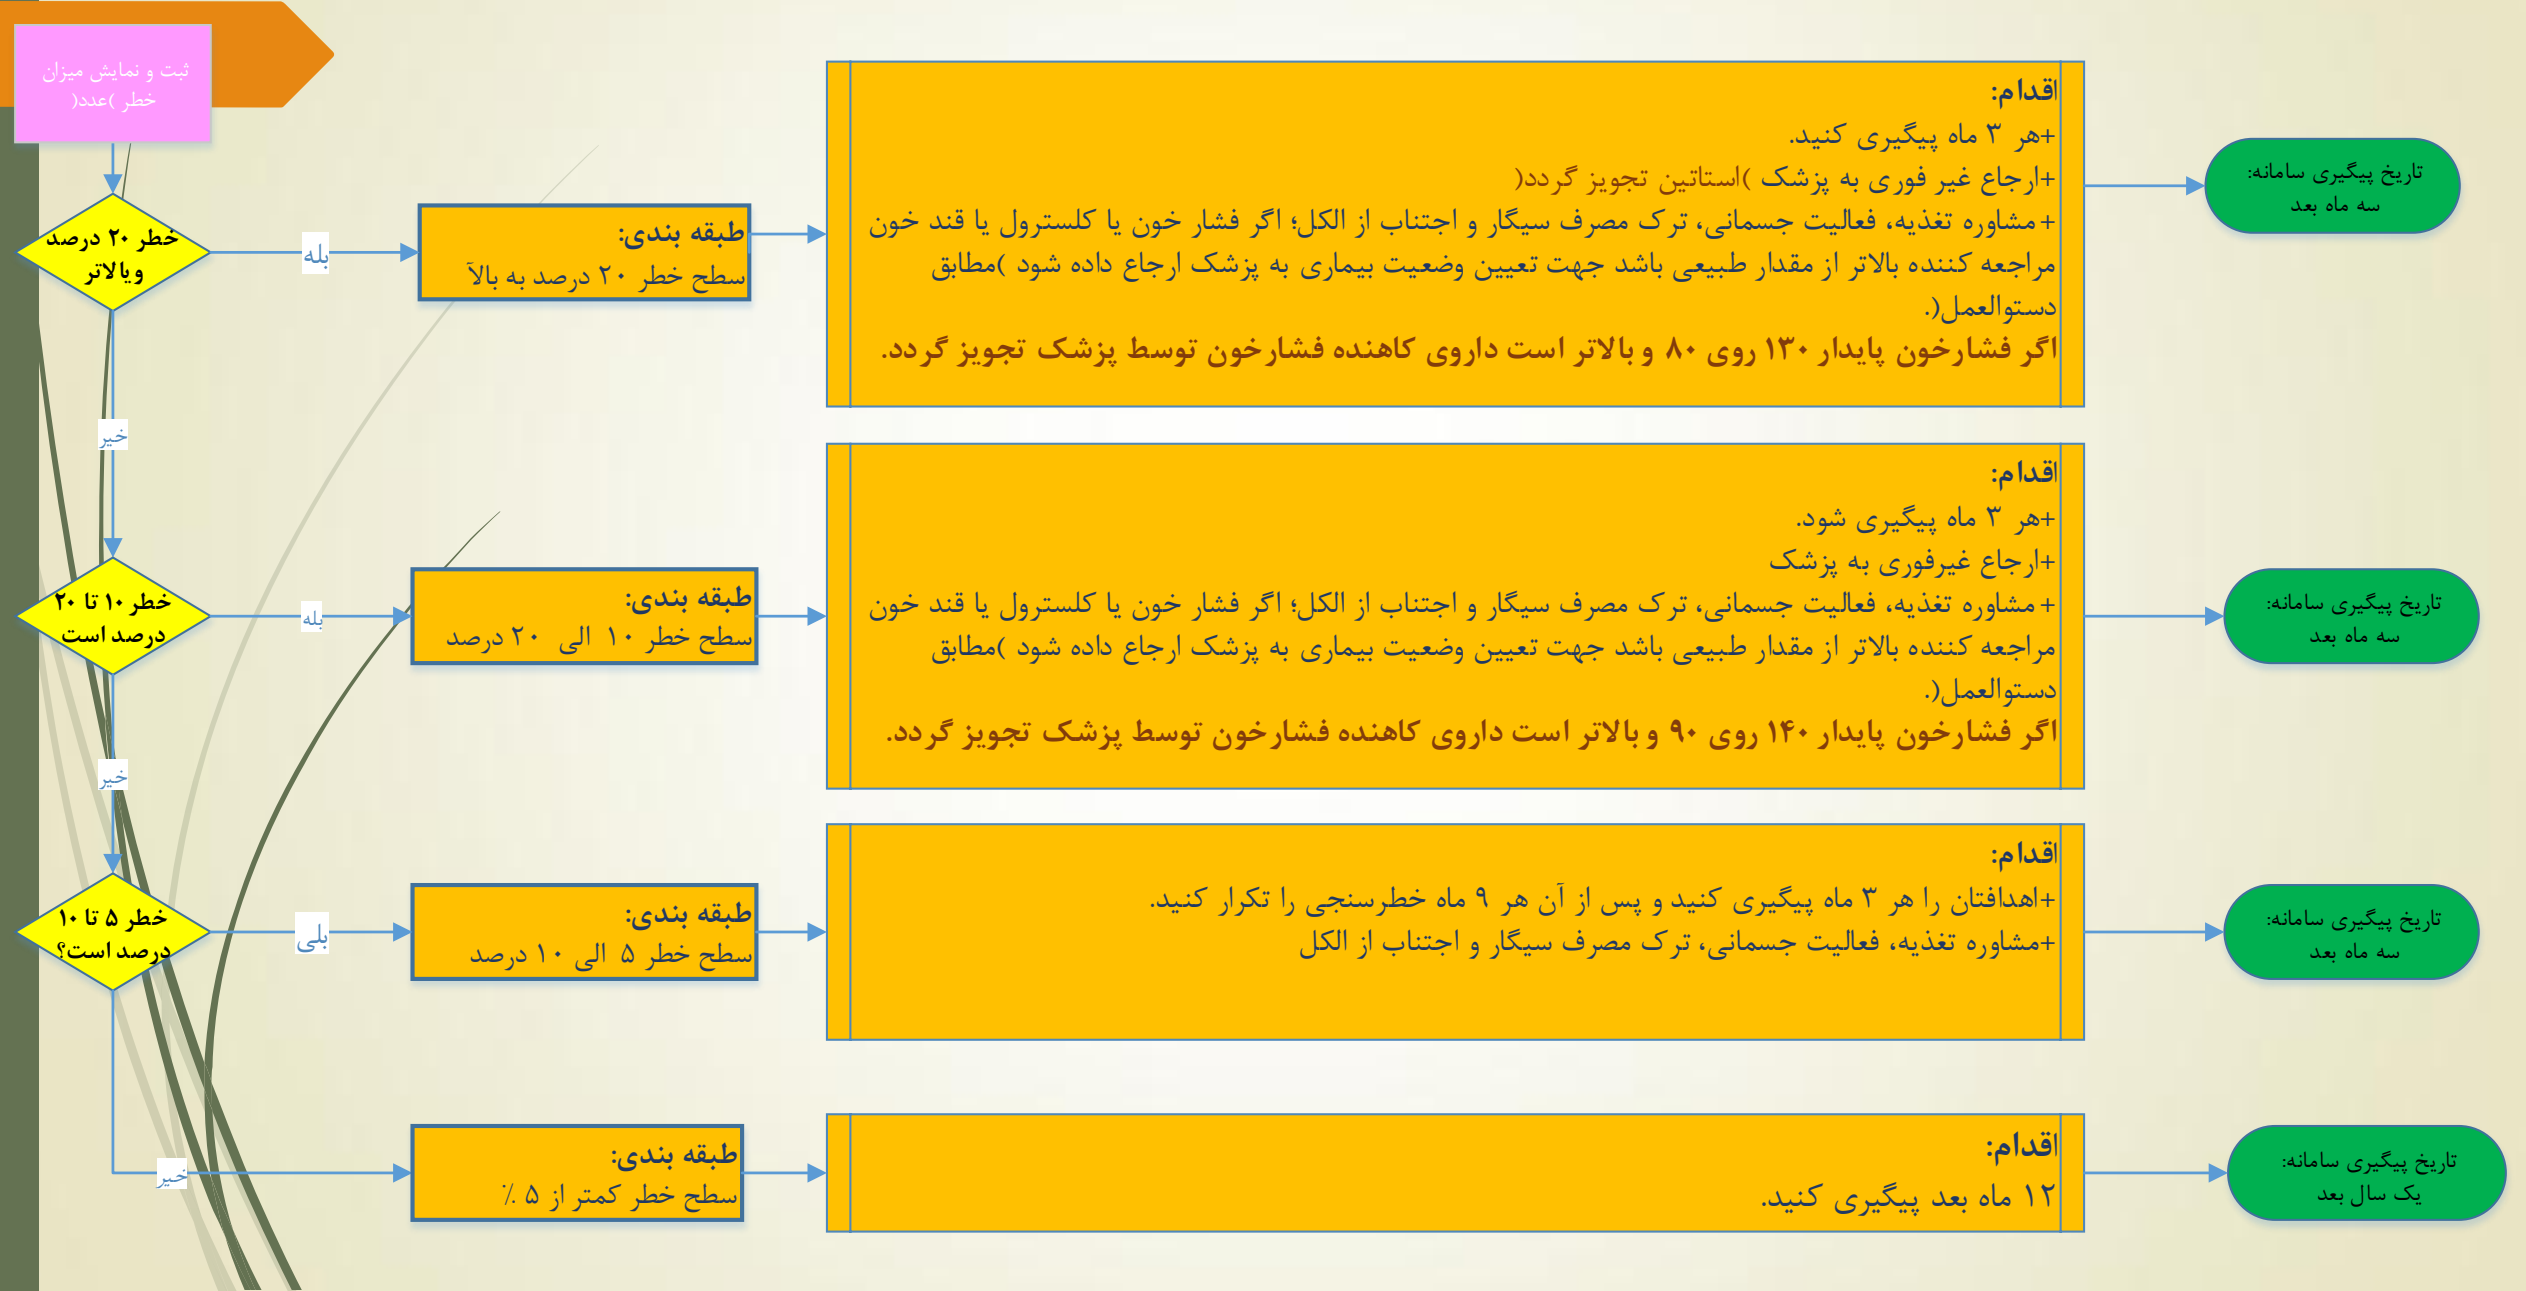 ثبت و نمایش میزان
خطر )عدد(
خطر ۲۰ درصد
و بالاتر
بله
طبقه بندی:
سطح خطر ۲۰ درصد به بالآ
اقدام:
+هر ۳ ماه پیگیری کنید.
+ارجاع غیر فوری به پزشک )استاتین تجویز گردد(
+مشاوره تغذیه، فعالیت جسمانی، ترک مصرف سیگار و اجتناب از الکل؛ اگر فشار خون یا کلسترول یا قند خون
مراجعه کننده بالاتر از مقدار طبیعی باشد جهت تعیین وضعیت بیماری به پزشک ارجاع داده شود )مطابق
دستوالعمل(.
اگر فشارخون پایدار ۱۳۰ روی ۸۰ و بالاتر است داروی کاهنده فشارخون توسط پزشک تجویز گردد.
تاریخ پیگیری سامانه:
سه ماه بعد
خیر
خطر ۱۰ تا ۲۰
درصد است
بله
طبقه بندی:
سطح خطر ۱۰ الی ۲۰ درصد
اقدام:
+هر ۳ ماه پیگیری شود.
+ارجاع غیرفوری به پزشک
+مشاوره تغذیه، فعالیت جسمانی، ترک مصرف سیگار و اجتناب از الکل؛ اگر فشار خون یا کلسترول یا قند خون
مراجعه کننده بالاتر از مقدار طبیعی باشد جهت تعیین وضعیت بیماری به پزشک ارجاع داده شود )مطابق
دستوالعمل(.
اگر فشارخون پایدار ۱۴۰ روی ۹۰ و بالاتر است داروی کاهنده فشارخون توسط پزشک تجویز گردد.
تاریخ پیگیری سامانه:
سه ماه بعد
خیر
خطر ۵ تا ۱۰
درصد است؟
بلی
طبقه بندی:
سطح خطر ۵ الی ۱۰ درصد
اقدام:
+اهدافتان را هر ۳ ماه پیگیری کنید و پس از آن هر ۹ ماه خطرسنجی را تکرار کنید.
+مشاوره تغذیه، فعالیت جسمانی، ترک مصرف سیگار و اجتناب از الکل
تاریخ پیگیری سامانه:
سه ماه بعد
خیر
طبقه بندی:
سطح خطر کمتر از ۵ ٪
اقدام:
۱۲ ماه بعد پیگیری کنید.
تاریخ پیگیری سامانه:
یک سال بعد